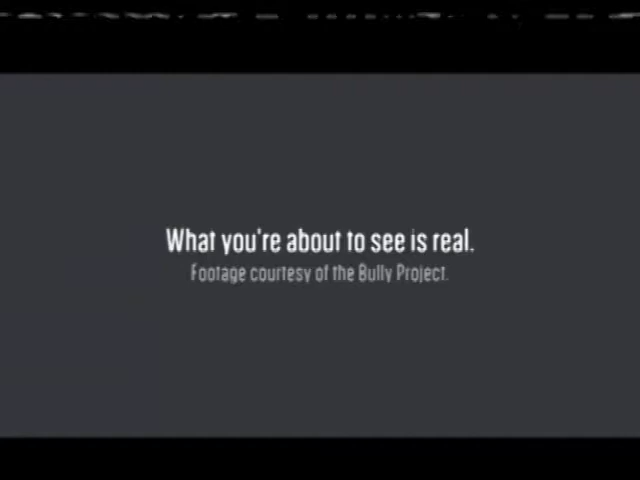 What you're about to see is real.
Footage courtesy of the Bully Project.